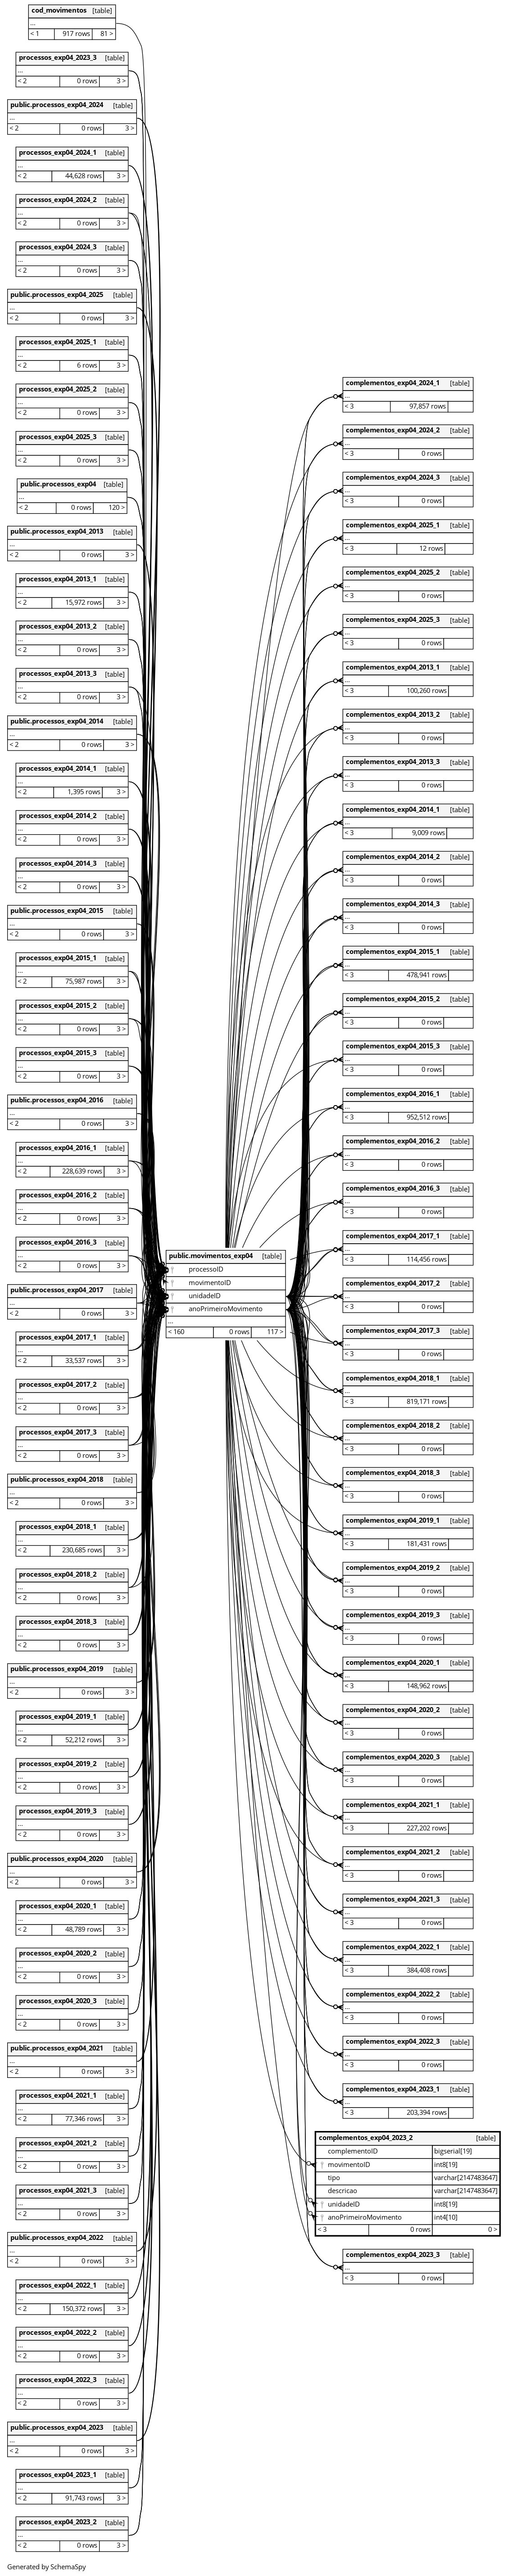 cod_movimentos [table]
...
< 1 917 rows 81 >
processos_exp04_2023_3 [table]
...
< 2 0 rows 3 >
public.processos_exp04_2024 [table]
...
< 2 0 rows 3 >
processos_exp04_2024_1 [table]
...
< 2 44,628 rows 3 >
processos_exp04_2024_2 [table]
...
< 2 0 rows 3 >
processos_exp04_2024_3 [table]
...
< 2 0 rows 3 >
public.processos_exp04_2025 [table]
...
< 2 0 rows 3 >
processos_exp04_2025_1 [table]
...
< 2 6 rows 3 >
processos_exp04_2025_2 [table]
...
< 2 0 rows 3 >
processos_exp04_2025_3 [table]
...
< 2 0 rows 3 >
public.processos_exp04 [table]
...
< 2 0 rows 120 >
public.processos_exp04_2013 [table]
...
< 2 0 rows 3 >
processos_exp04_2013_1 [table]
...
< 2 15,972 rows 3 >
processos_exp04_2013_2 [table]
...
< 2 0 rows 3 >
processos_exp04_2013_3 [table]
...
< 2 0 rows 3 >
public.processos_exp04_2014 [table]
...
< 2 0 rows 3 >
processos_exp04_2014_1 [table]
...
< 2 1,395 rows 3 >
processos_exp04_2014_2 [table]
...
< 2 0 rows 3 >
processos_exp04_2014_3 [table]
...
< 2 0 rows 3 >
public.processos_exp04_2015 [table]
...
< 2 0 rows 3 >
processos_exp04_2015_1 [table]
...
< 2 75,987 rows 3 >
processos_exp04_2015_2 [table]
...
< 2 0 rows 3 >
processos_exp04_2015_3 [table]
...
< 2 0 rows 3 >
public.processos_exp04_2016 [table]
...
< 2 0 rows 3 >
processos_exp04_2016_1 [table]
...
< 2 228,639 rows 3 >
processos_exp04_2016_2 [table]
...
< 2 0 rows 3 >
processos_exp04_2016_3 [table]
...
< 2 0 rows 3 >
public.processos_exp04_2017 [table]
...
< 2 0 rows 3 >
processos_exp04_2017_1 [table]
...
< 2 33,537 rows 3 >
processos_exp04_2017_2 [table]
...
< 2 0 rows 3 >
processos_exp04_2017_3 [table]
...
< 2 0 rows 3 >
public.processos_exp04_2018 [table]
...
< 2 0 rows 3 >
processos_exp04_2018_1 [table]
...
< 2 230,685 rows 3 >
processos_exp04_2018_2 [table]
...
< 2 0 rows 3 >
processos_exp04_2018_3 [table]
...
< 2 0 rows 3 >
public.processos_exp04_2019 [table]
...
< 2 0 rows 3 >
processos_exp04_2019_1 [table]
...
< 2 52,212 rows 3 >
processos_exp04_2019_2 [table]
...
< 2 0 rows 3 >
processos_exp04_2019_3 [table]
...
< 2 0 rows 3 >
public.processos_exp04_2020 [table]
...
< 2 0 rows 3 >
processos_exp04_2020_1 [table]
...
< 2 48,789 rows 3 >
processos_exp04_2020_2 [table]
...
< 2 0 rows 3 >
processos_exp04_2020_3 [table]
...
< 2 0 rows 3 >
public.processos_exp04_2021 [table]
...
< 2 0 rows 3 >
processos_exp04_2021_1 [table]
...
< 2 77,346 rows 3 >
processos_exp04_2021_2 [table]
...
< 2 0 rows 3 >
processos_exp04_2021_3 [table]
...
< 2 0 rows 3 >
public.processos_exp04_2022 [table]
...
< 2 0 rows 3 >
processos_exp04_2022_1 [table]
...
< 2 150,372 rows 3 >
processos_exp04_2022_2 [table]
...
< 2 0 rows 3 >
processos_exp04_2022_3 [table]
...
< 2 0 rows 3 >
public.processos_exp04_2023 [table]
...
< 2 0 rows 3 >
processos_exp04_2023_1 [table]
...
< 2 91,743 rows 3 >
processos_exp04_2023_2 [table]
...
< 2 0 rows 3 >
public.movimentos_exp04 [table]
processoID
movimentoID
unidadeID
anoPrimeiroMovimento
...
< 160 0 rows 117 >
complementos_exp04_2024_1 [table]
...
< 3 97,857 rows
complementos_exp04_2024_2 [table]
...
< 3 0 rows
complementos_exp04_2024_3 [table]
...
< 3 0 rows
complementos_exp04_2025_1 [table]
...
< 3 12 rows
complementos_exp04_2025_2 [table]
...
< 3 0 rows
complementos_exp04_2025_3 [table]
...
< 3 0 rows
complementos_exp04_2013_1 [table]
...
< 3 100,260 rows
complementos_exp04_2013_2 [table]
...
< 3 0 rows
complementos_exp04_2013_3 [table]
...
< 3 0 rows
complementos_exp04_2014_1 [table]
...
< 3 9,009 rows
complementos_exp04_2014_2 [table]
...
< 3 0 rows
complementos_exp04_2014_3 [table]
...
< 3 0 rows
complementos_exp04_2015_1 [table]
...
< 3 478,941 rows
complementos_exp04_2015_2 [table]
...
< 3 0 rows
complementos_exp04_2015_3 [table]
...
< 3 0 rows
complementos_exp04_2016_1 [table]
...
< 3 952,512 rows
complementos_exp04_2016_2 [table]
...
< 3 0 rows
complementos_exp04_2016_3 [table]
...
< 3 0 rows
complementos_exp04_2017_1 [table]
...
< 3 114,456 rows
complementos_exp04_2017_2 [table]
...
< 3 0 rows
complementos_exp04_2017_3 [table]
...
< 3 0 rows
complementos_exp04_2018_1 [table]
...
< 3 819,171 rows
complementos_exp04_2018_2 [table]
...
< 3 0 rows
complementos_exp04_2018_3 [table]
...
< 3 0 rows
complementos_exp04_2019_1 [table]
...
< 3 181,431 rows
complementos_exp04_2019_2 [table]
...
< 3 0 rows
complementos_exp04_2019_3 [table]
...
< 3 0 rows
complementos_exp04_2020_1 [table]
...
< 3 148,962 rows
complementos_exp04_2020_2 [table]
...
< 3 0 rows
complementos_exp04_2020_3 [table]
...
< 3 0 rows
complementos_exp04_2021_1 [table]
...
< 3 227,202 rows
complementos_exp04_2021_2 [table]
...
< 3 0 rows
complementos_exp04_2021_3 [table]
...
< 3 0 rows
complementos_exp04_2022_1 [table]
...
< 3 384,408 rows
complementos_exp04_2022_2 [table]
...
< 3 0 rows
complementos_exp04_2022_3 [table]
...
< 3 0 rows
complementos_exp04_2023_1 [table]
...
< 3 203,394 rows
complementos_exp04_2023_2 [table]
complementoID bigserial[19]
movimentoID int8[19]
tipo varchar[2147483647]
descricao varchar[2147483647]
unidadeID int8[19]
anoPrimeiroMovimento int4[10]
< 3 0 rows 0 >
complementos_exp04_2023_3 [table]
...
< 3 0 rows
Generated by SchemaSpy